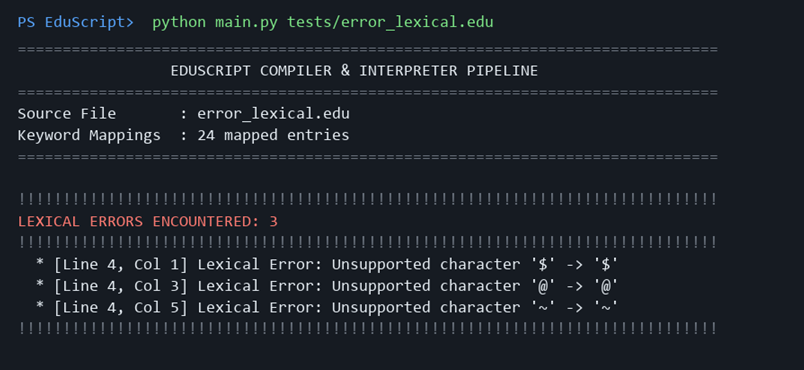 PS EduScript>  python main.py tests/error_lexical.edu
==============================================================================
                 EDUSCRIPT COMPILER & INTERPRETER PIPELINE
==============================================================================
Source File       : error_lexical.edu
Keyword Mappings  : 24 mapped entries
==============================================================================

!!!!!!!!!!!!!!!!!!!!!!!!!!!!!!!!!!!!!!!!!!!!!!!!!!!!!!!!!!!!!!!!!!!!!!!!!!!!!!
LEXICAL ERRORS ENCOUNTERED: 3
!!!!!!!!!!!!!!!!!!!!!!!!!!!!!!!!!!!!!!!!!!!!!!!!!!!!!!!!!!!!!!!!!!!!!!!!!!!!!!
  * [Line 4, Col 1] Lexical Error: Unsupported character '$' -> '$'
  * [Line 4, Col 3] Lexical Error: Unsupported character '@' -> '@'
  * [Line 4, Col 5] Lexical Error: Unsupported character '~' -> '~'
!!!!!!!!!!!!!!!!!!!!!!!!!!!!!!!!!!!!!!!!!!!!!!!!!!!!!!!!!!!!!!!!!!!!!!!!!!!!!!